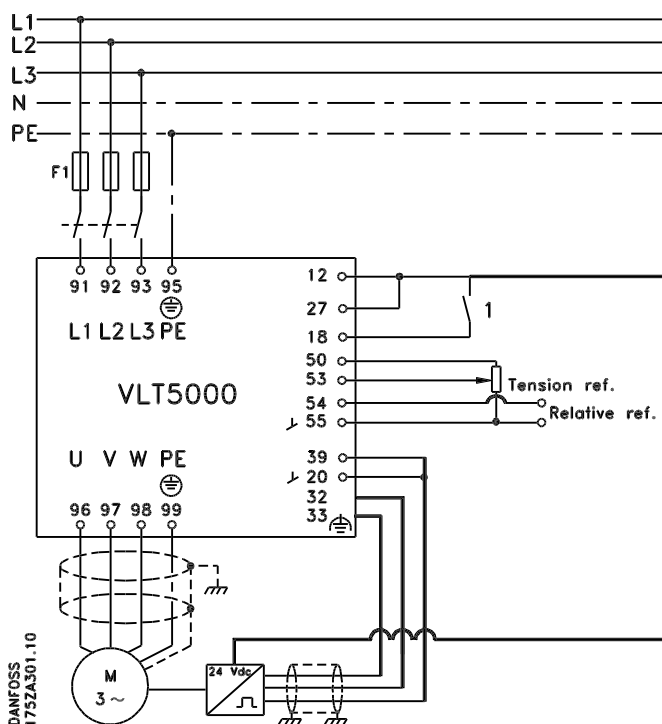 L1
L2
L3
N
PE
F1
91 92 93 95
L1 L2 L3 PE
VLT5000
U V W PE
96 97 98 99
12
27
18
50
53
54
55
39
20
32
33
1
Tension ref.
Relative ref.
M
3 ~
24 Vdc
DANFOSS
175ZA301.10